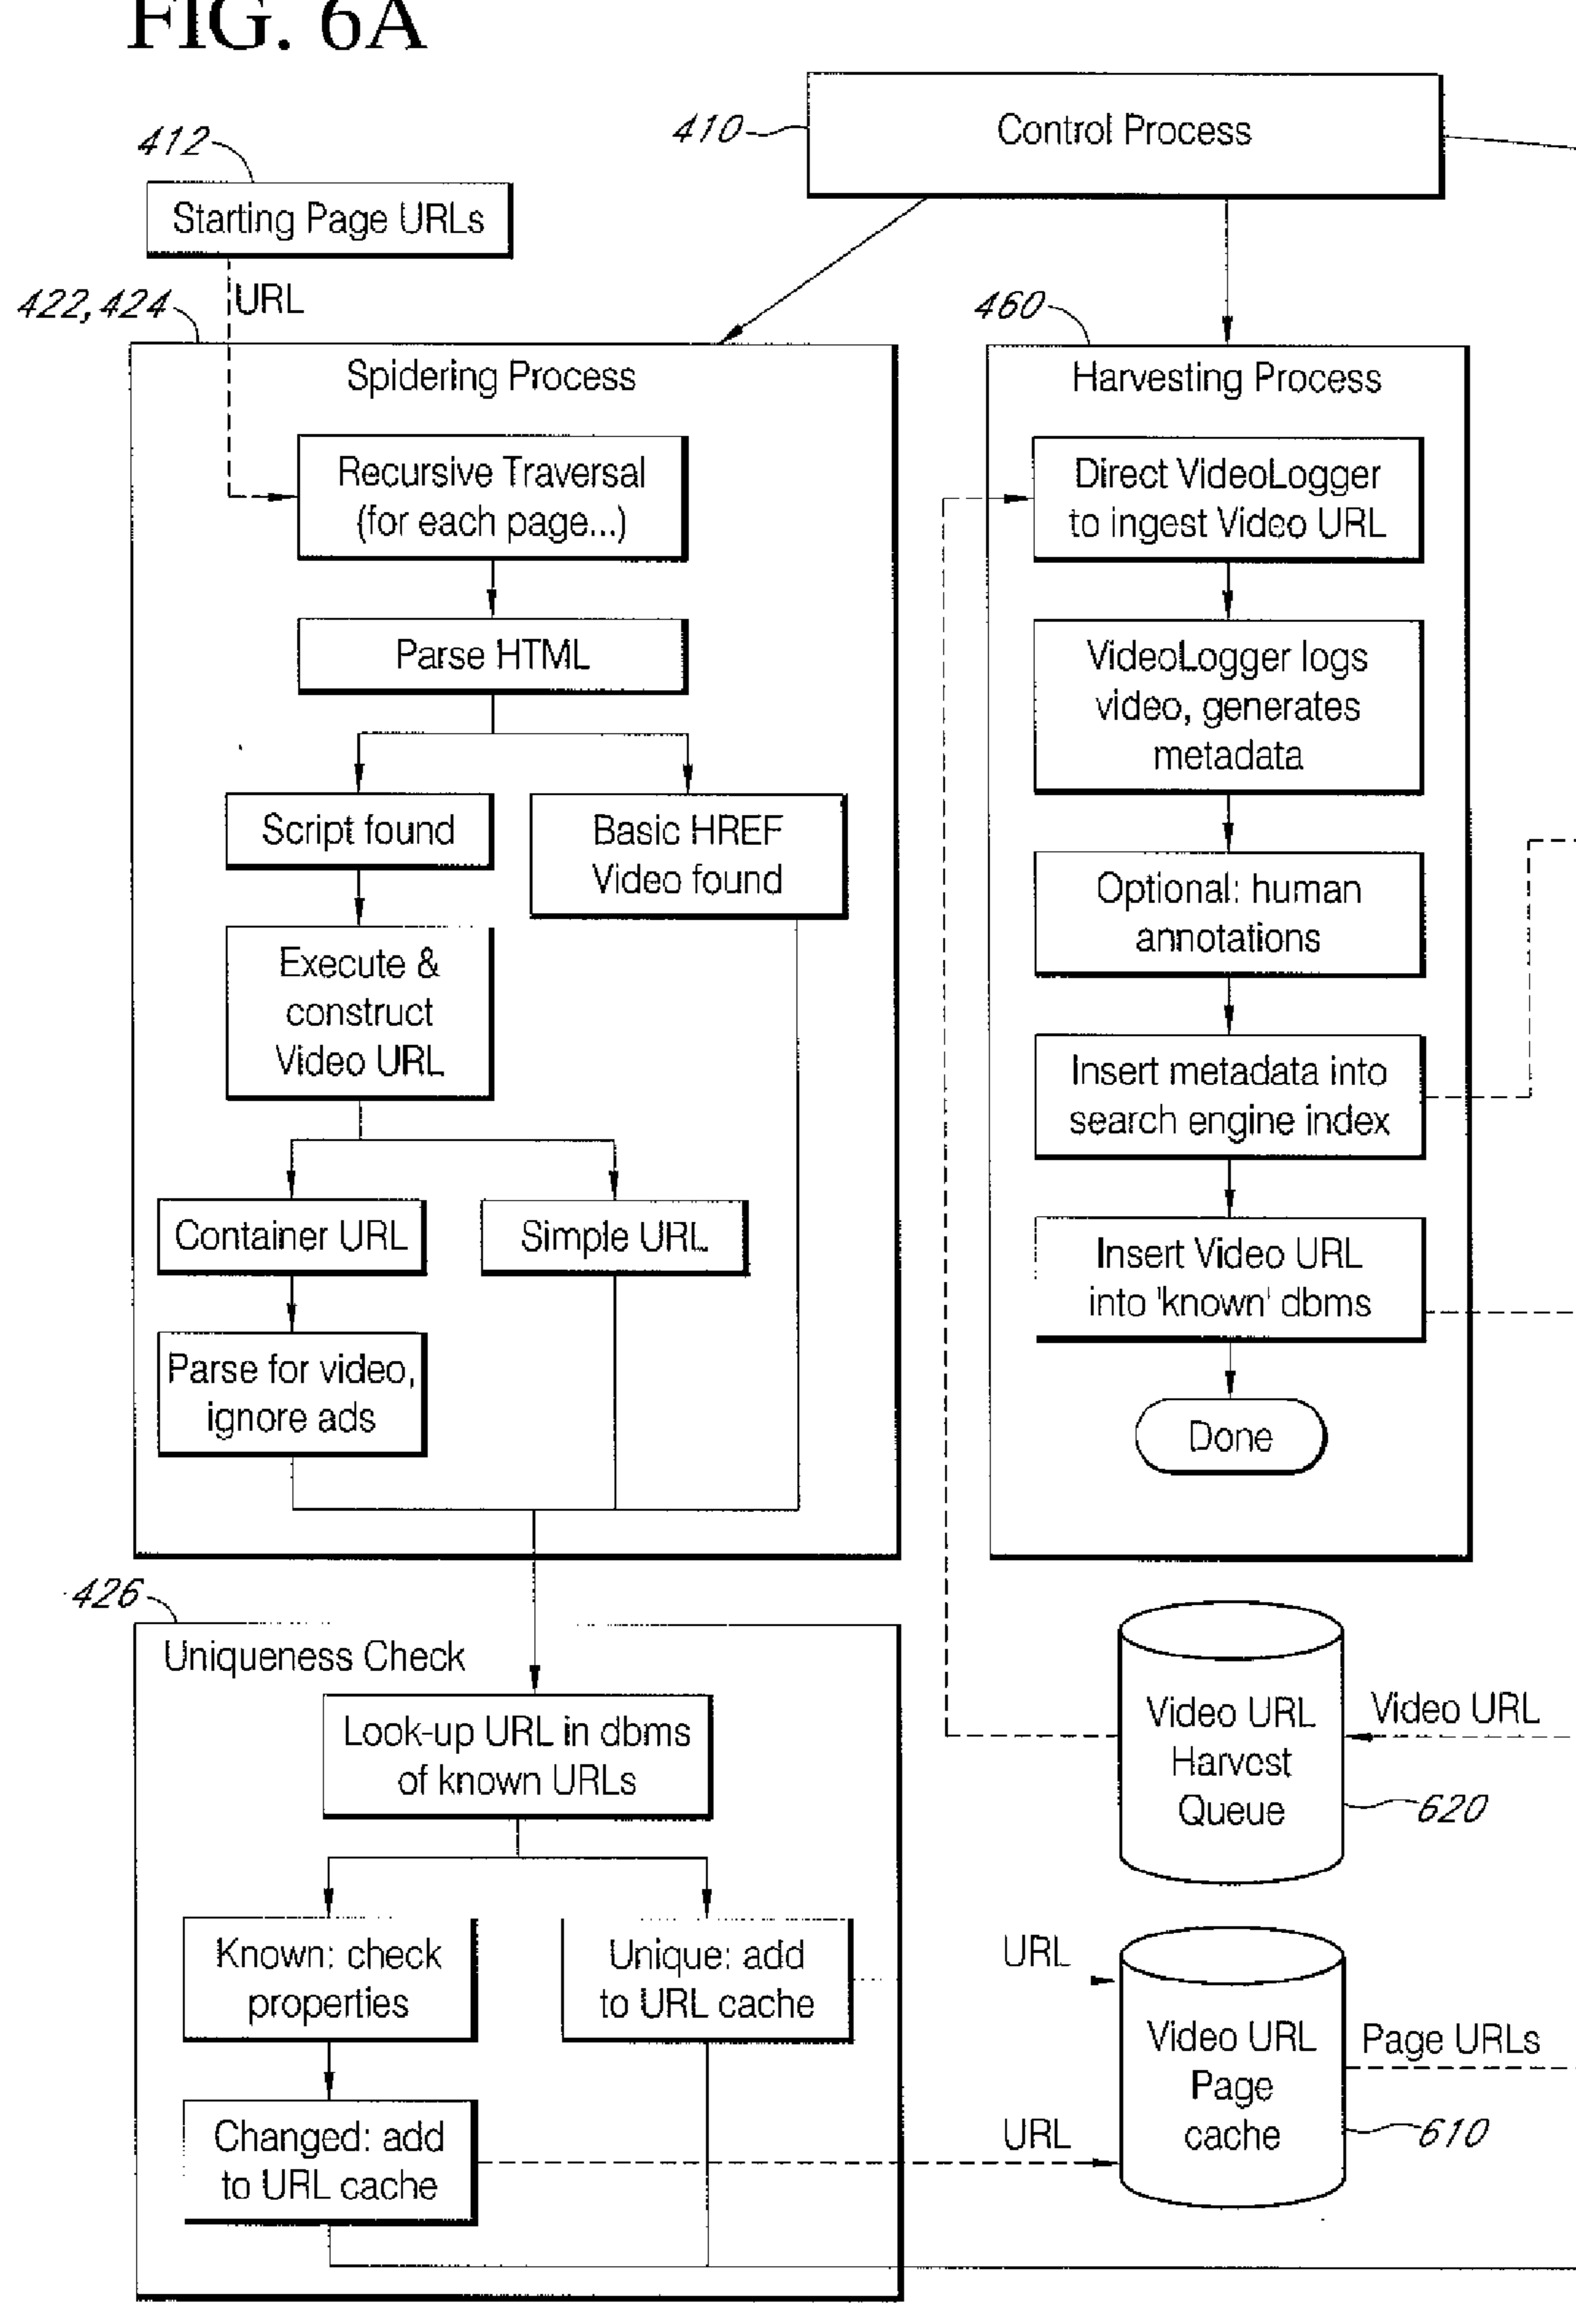 FIG. 6A
410
Control Process
412
Starting Page URLs
URL
422, 424
Spidering Process
Recursive Traversal
(for each page...)
Parse HTML
Script found
Basic HREF
Video found
Execute &
construct
Video URL
Container URL
Simple URL
Parse for video,
ignore ads
460
Harvesting Process
Direct VideoLogger
to ingest Video URL
VideoLogger logs
video, generates
metadata
Optional: human
annotations
Insert metadata into
search engine index
Insert Video URL
into 'known' dbms
Done
426
Uniqueness Check
Look-up URL in dbms
of known URLs
Known: check
properties
Unique: add
to URL cache
Changed: add
to URL cache
Video URL
Harvest
Queue
Video URL
620
URL
Video URL
Page
cache
Page URLs
URL
610